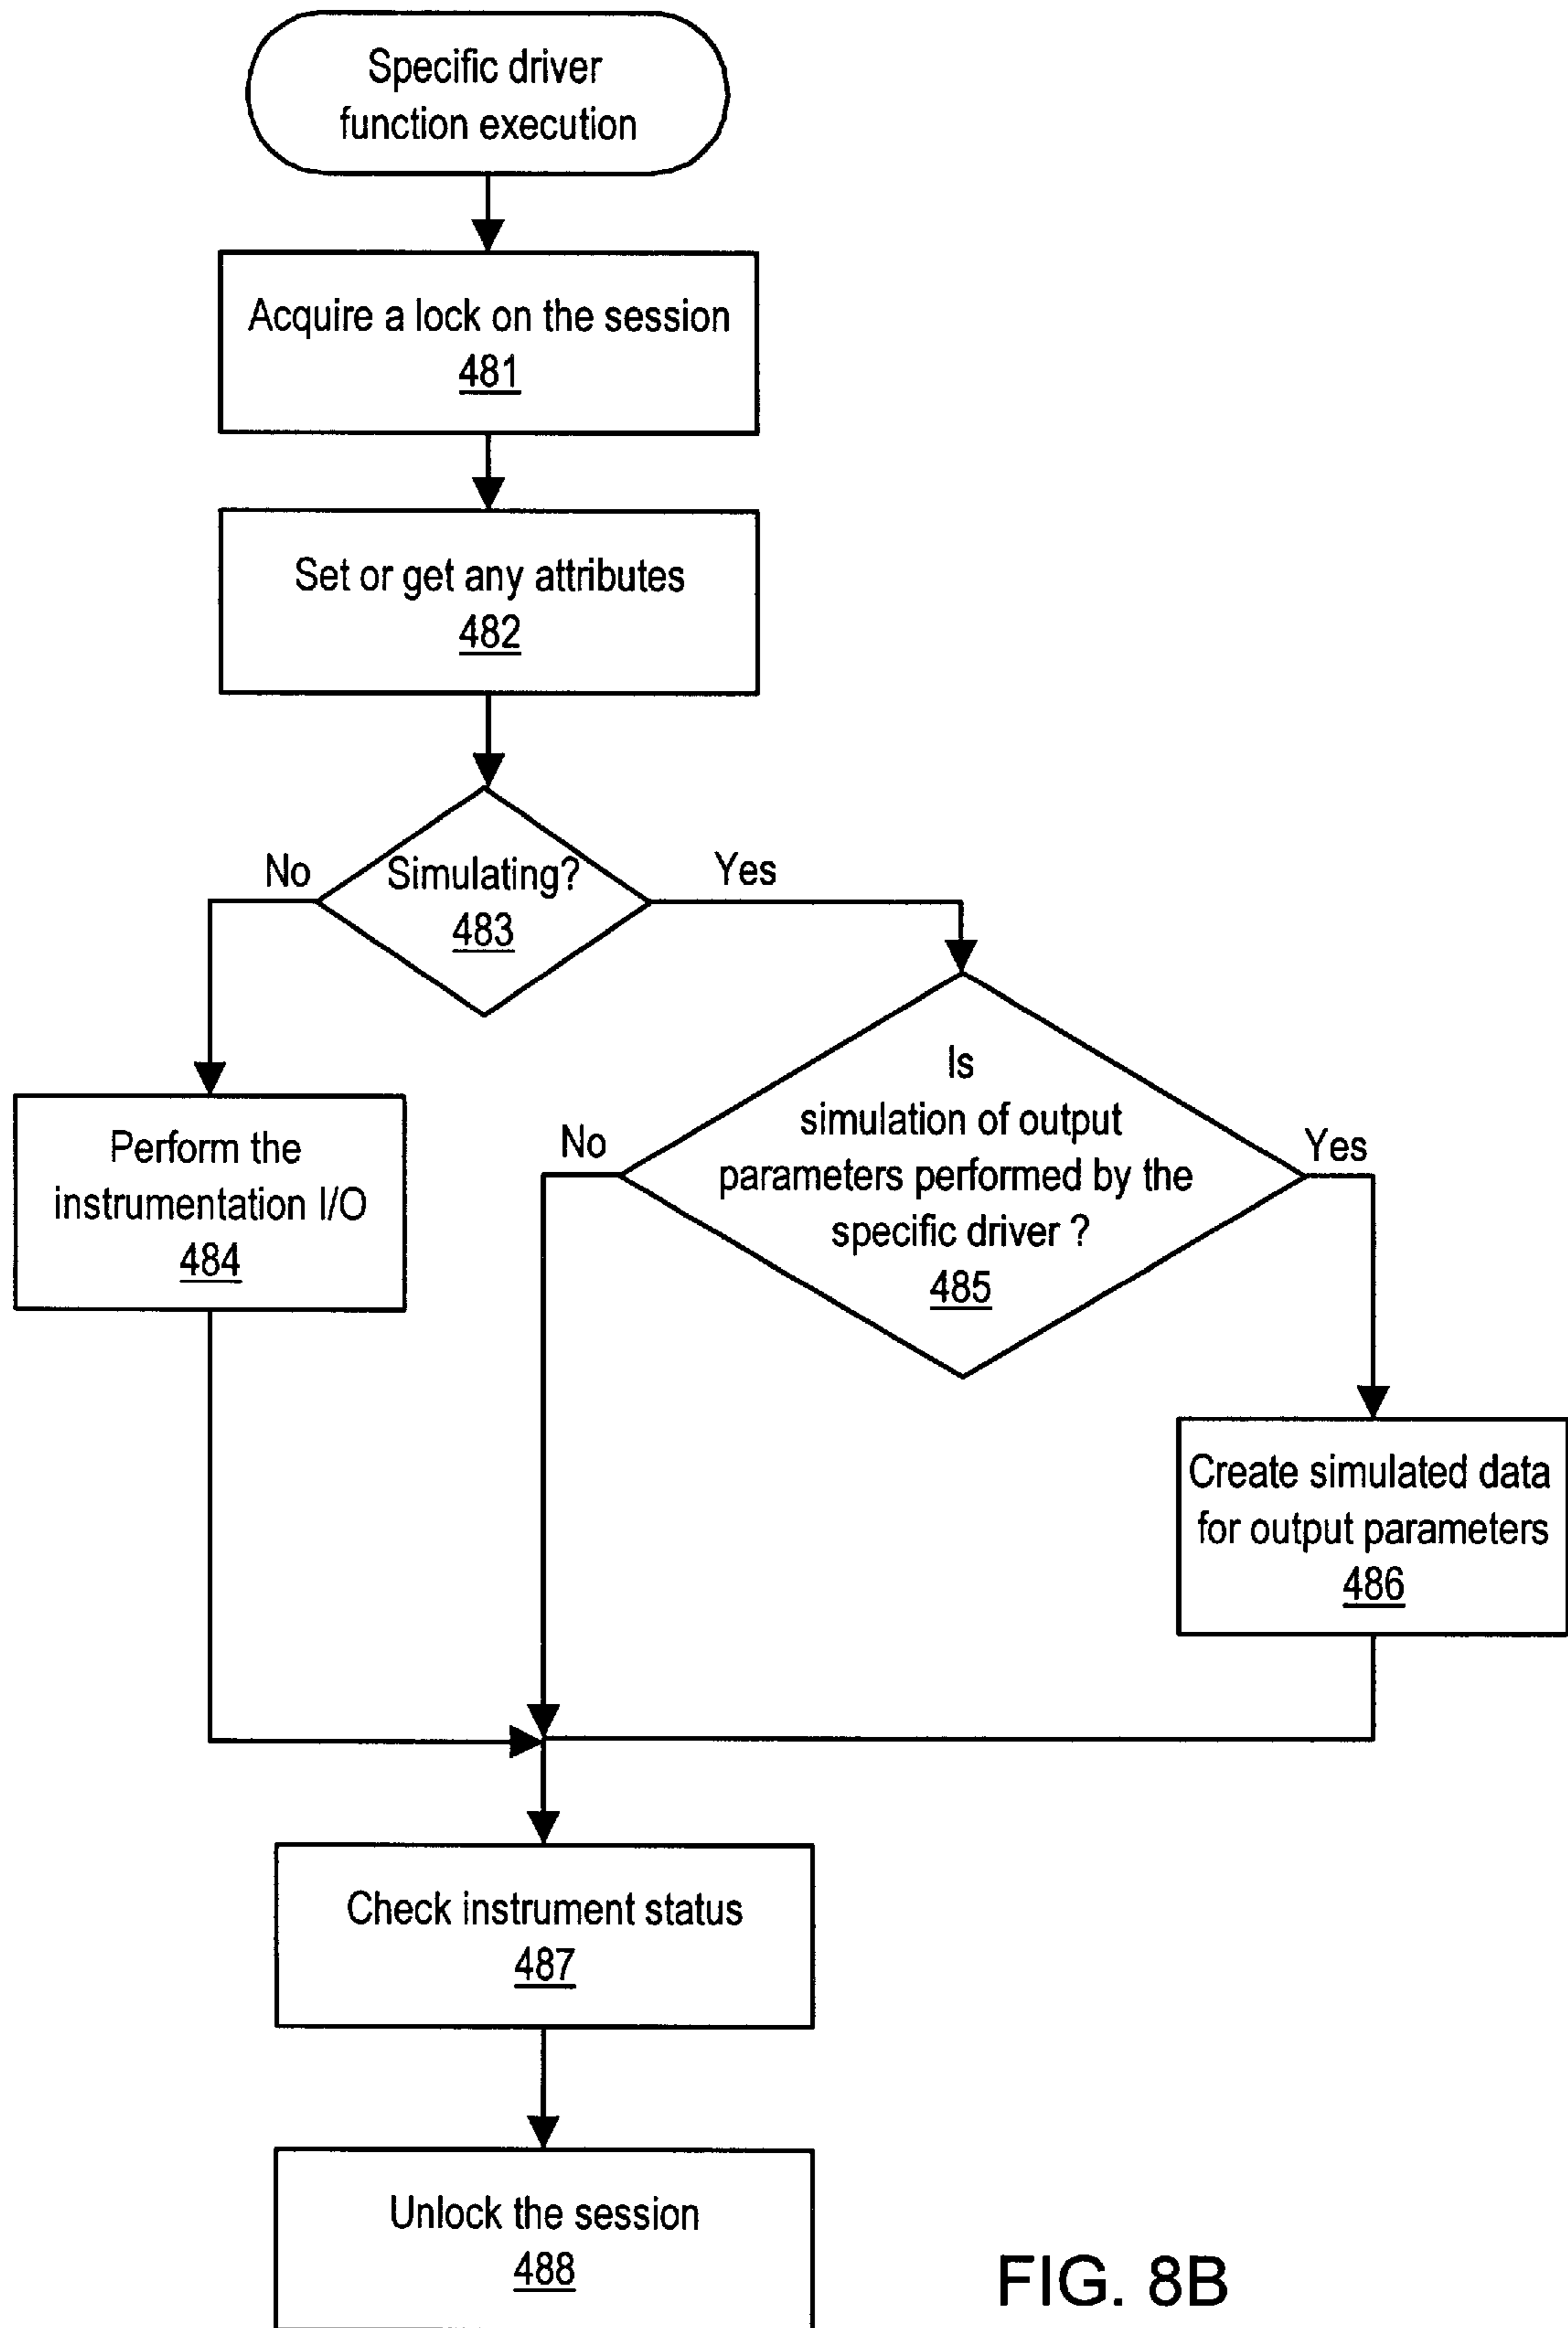 Specific driver
function execution
Acquire a lock on the session
481
Set or get any attributes
482
No
Simulating?
483
Yes
Perform the
instrumentation I/O
484
No
Is
simulation of output
parameters performed by the
specific driver ?
485
Yes
Create simulated data
for output parameters
486
Check instrument status
487
Unlock the session
488
FIG. 8B